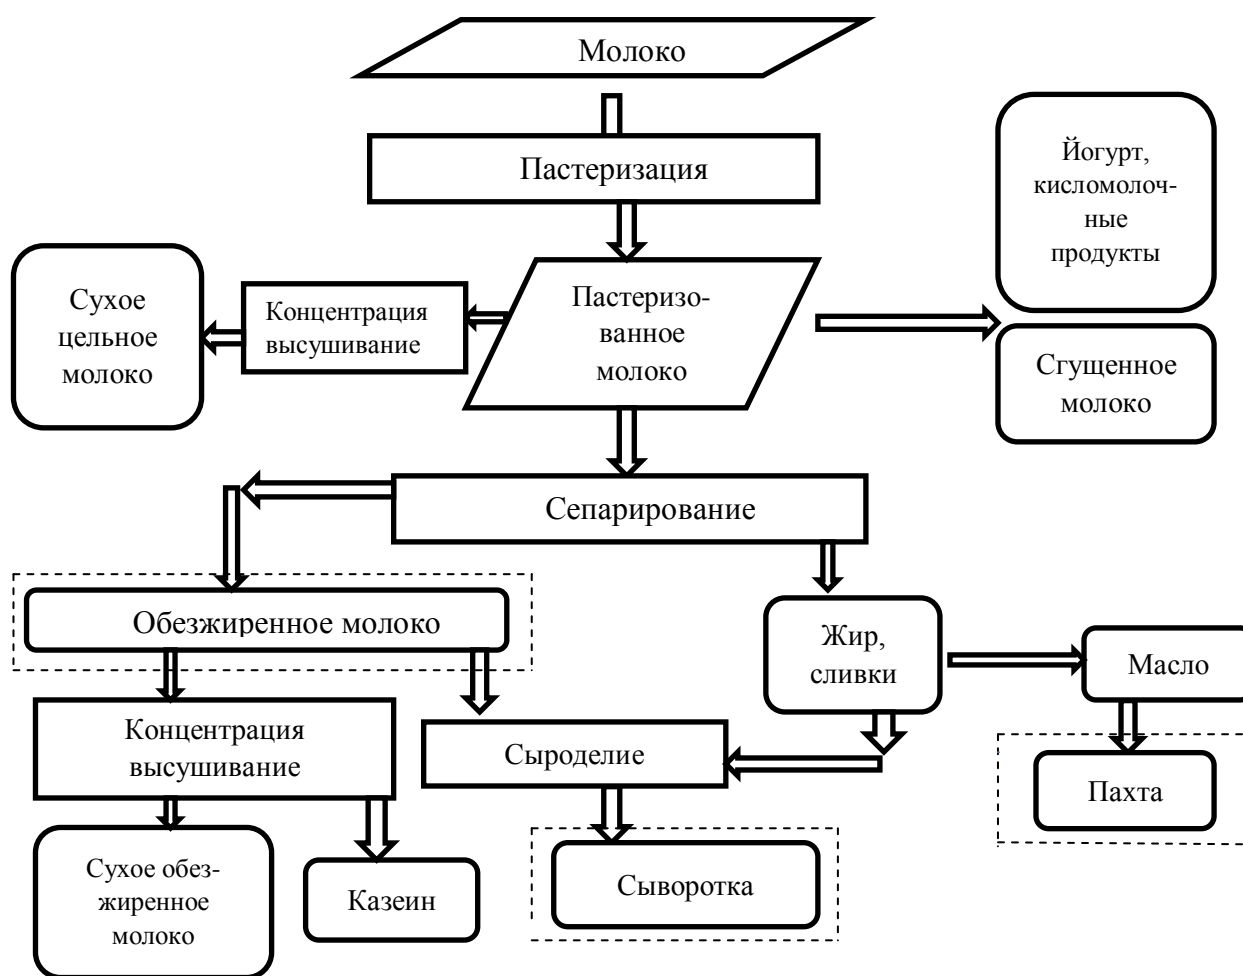 Молоко
Пастеризация
Йогурт,
кисломолоч-
ные
продукты
Сухое
цельное
молоко
Концентрация
высушивание
Пастеризо-
ванное
молоко
Сгущенное
молоко
Сепарирование
Обезжиренное молоко
Жир,
сливки
Масло
Концентрация
высушивание
Сыроделие
Пахта
Сухое обез-
жиренное
молоко
Казеин
Сыворотка